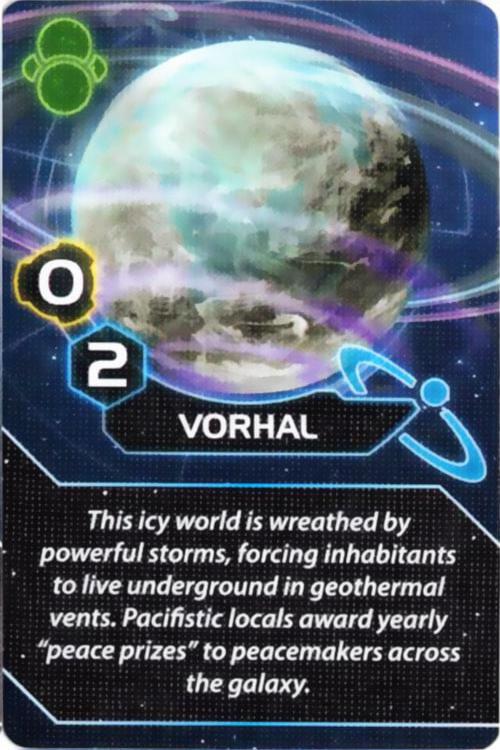 0
2
VORHAL
This icy world is wreathed by
powerful storms, forcing inhabitants
to live underground in geothermal
vents. Pacifistic locals award yearly
"peace prizes" to peacemakers across
the galaxy.